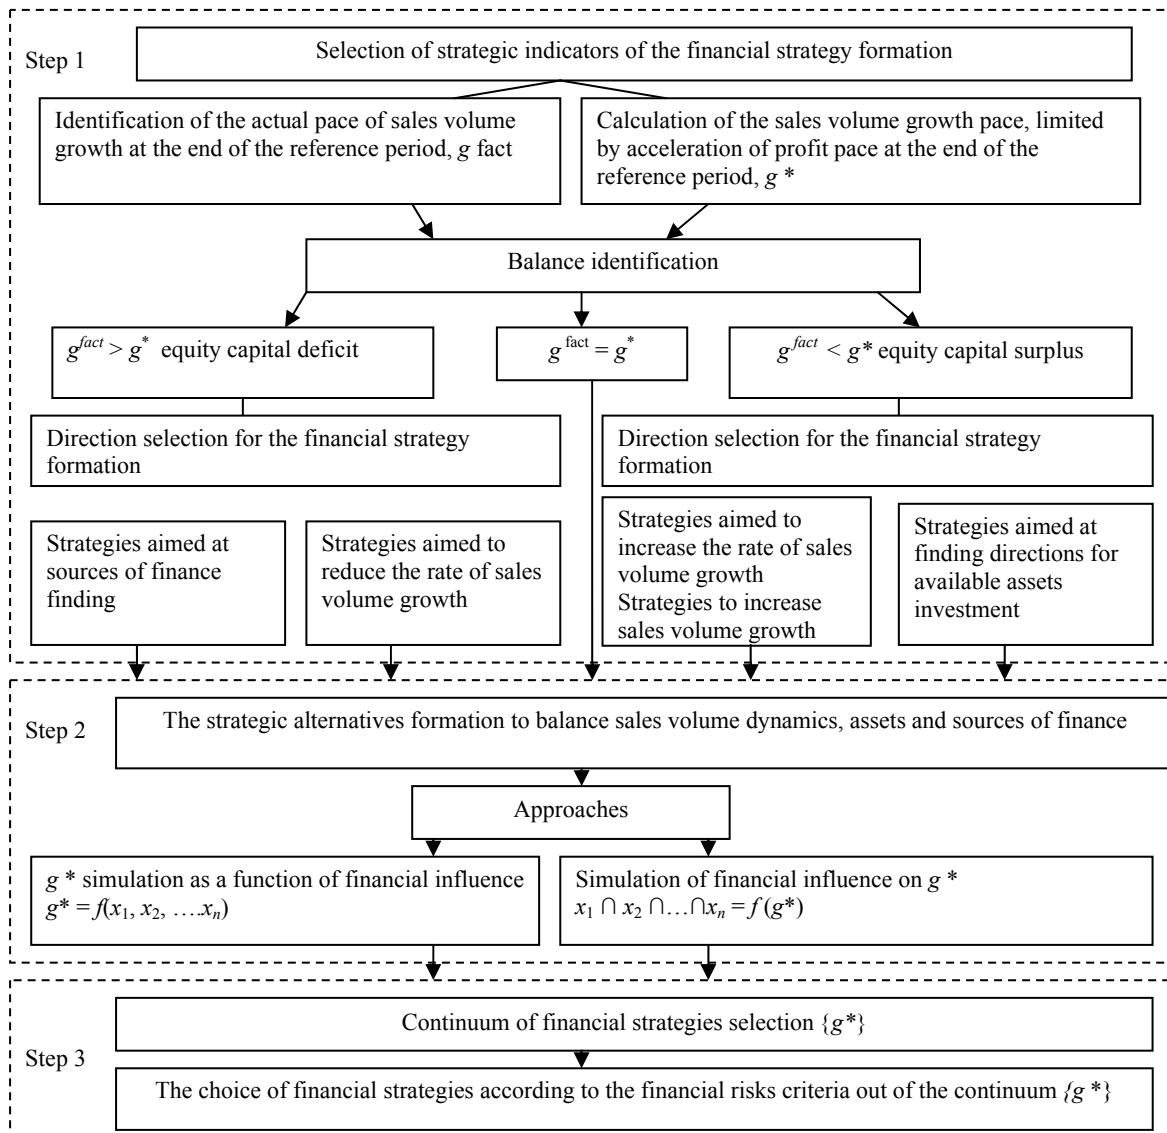 Step 1
Selection of strategic indicators of the financial strategy formation
Identification of the actual pace of sales volume
growth at the end of the reference period, g fact
Calculation of the sales volume growth pace, limited
by acceleration of profit pace at the end of the
reference period, g *
Balance identification
g^fact > g^* equity capital deficit
g^fact = g^*
g^fact < g* equity capital surplus
Direction selection for the financial strategy
formation
Direction selection for the financial strategy
formation
Strategies aimed at
sources of finance
finding
Strategies aimed to
reduce the rate of sales
volume growth
Strategies aimed to
increase the rate of sales
volume growth
Strategies to increase
sales volume growth
Strategies aimed at
finding directions for
available assets
investment
Step 2
The strategic alternatives formation to balance sales volume dynamics, assets and sources of finance
Approaches
g * simulation as a function of financial influence
g* = f(x₁, x₂, ….xₙ)
Simulation of financial influence on g *
x₁ ∩ x₂ ∩…∩xₙ = f (g*)
Step 3
Continuum of financial strategies selection {g*}
The choice of financial strategies according to the financial risks criteria out of the continuum {g *}